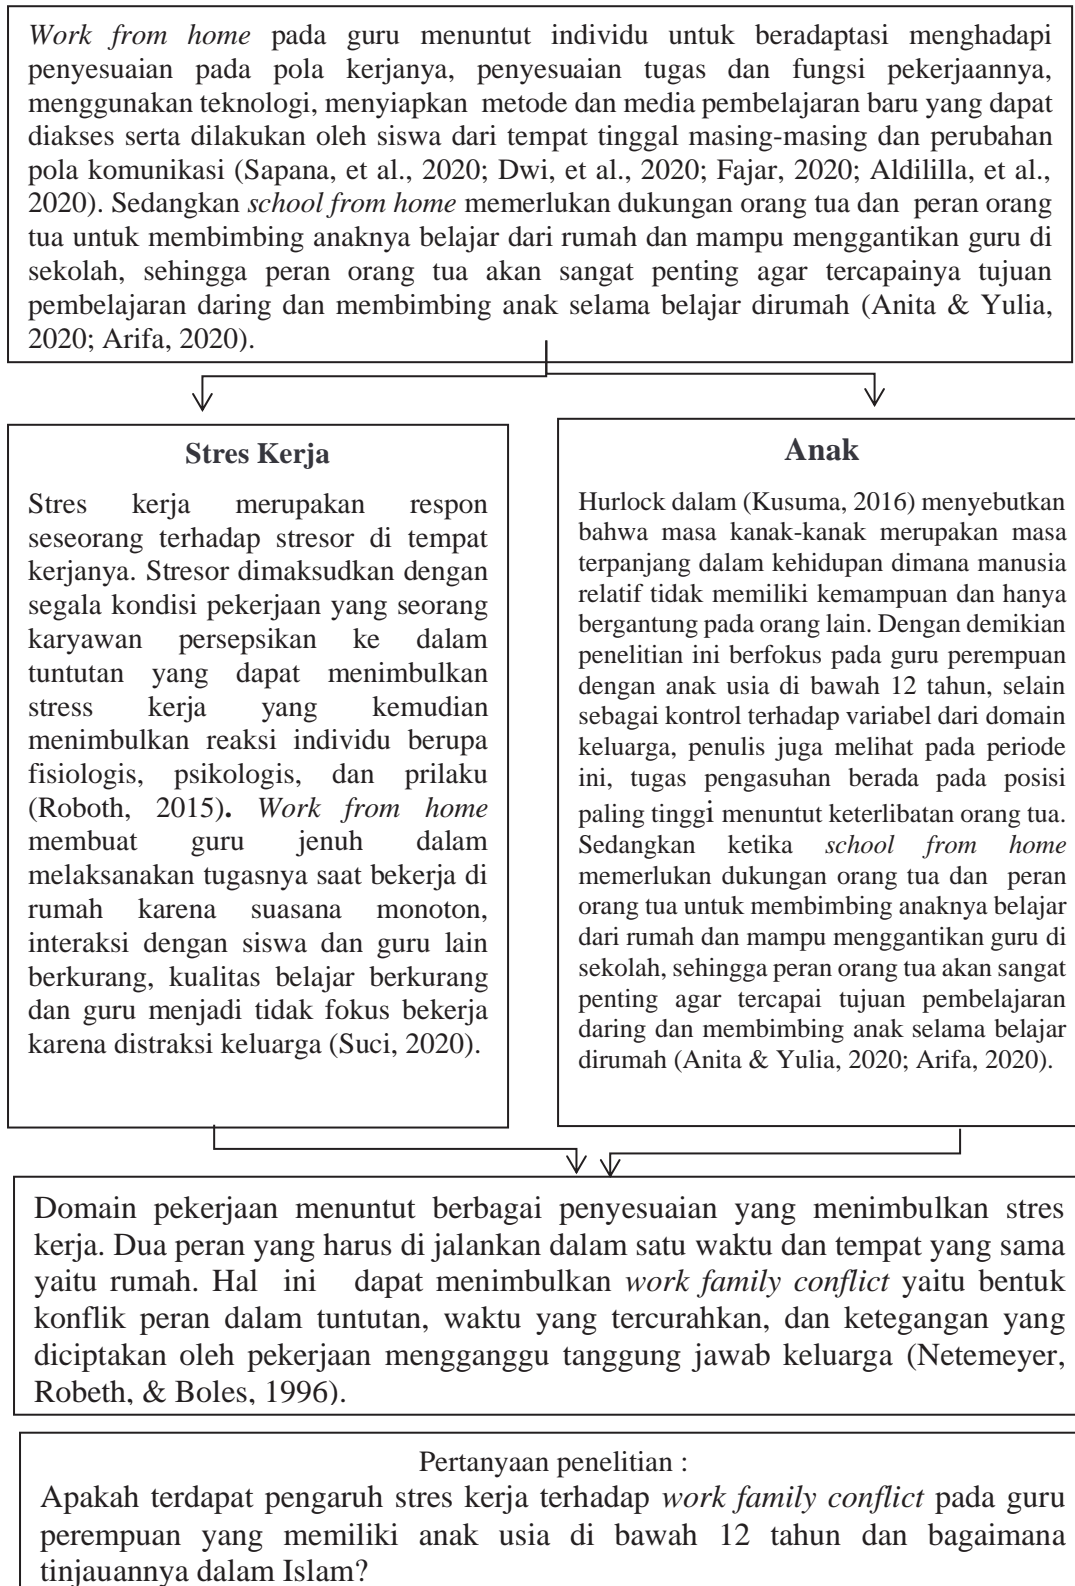 Work from home pada guru menuntut individu untuk beradaptasi menghadapi
penyesuaian pada pola kerjanya, penyesuaian tugas dan fungsi pekerjaannya,
menggunakan teknologi, menyiapkan metode dan media pembelajaran baru yang dapat
diakses serta dilakukan oleh siswa dari tempat tinggal masing-masing dan perubahan
pola komunikasi (Sapana, et al., 2020; Dwi, et al., 2020; Fajar, 2020; Aldililla, et al.,
2020). Sedangkan school from home memerlukan dukungan orang tua dan peran orang
tua untuk membimbing anaknya belajar dari rumah dan mampu menggantikan guru di
sekolah, sehingga peran orang tua akan sangat penting agar tercapainya tujuan
pembelajaran daring dan membimbing anak selama belajar dirumah (Anita & Yulia,
2020; Arifa, 2020).
Stres Kerja
Stres kerja merupakan respon
seseorang terhadap stresor di tempat
kerjanya. Stresor dimaksudkan dengan
segala kondisi pekerjaan yang seorang
karyawan persepsikan ke dalam
tuntutan yang dapat menimbulkan
stress kerja yang kemudian
menimbulkan reaksi individu berupa
fisiologis, psikologis, dan prilaku
(Roboth, 2015). Work from home
membuat guru jenuh dalam
melaksanakan tugasnya saat bekerja di
rumah karena suasana monoton,
interaksi dengan siswa dan guru lain
berkurang, kualitas belajar berkurang
dan guru menjadi tidak fokus bekerja
karena distraksi keluarga (Suci, 2020).
Anak
Hurlock dalam (Kusuma, 2016) menyebutkan
bahwa masa kanak-kanak merupakan masa
terpanjang dalam kehidupan dimana manusia
relatif tidak memiliki kemampuan dan hanya
bergantung pada orang lain. Dengan demikian
penelitian ini berfokus pada guru perempuan
dengan anak usia di bawah 12 tahun, selain
sebagai kontrol terhadap variabel dari domain
keluarga, penulis juga melihat pada periode
ini, tugas pengasuhan berada pada posisi
paling tinggi menuntut keterlibatan orang tua.
Sedangkan ketika school from home
memerlukan dukungan orang tua dan peran
orang tua untuk membimbing anaknya belajar
dari rumah dan mampu menggantikan guru di
sekolah, sehingga peran orang tua akan sangat
penting agar tercapai tujuan pembelajaran
daring dan membimbing anak selama belajar
dirumah (Anita & Yulia, 2020; Arifa, 2020).
Domain pekerjaan menuntut berbagai penyesuaian yang menimbulkan stres
kerja. Dua peran yang harus di jalankan dalam satu waktu dan tempat yang sama
yaitu rumah. Hal ini dapat menimbulkan work family conflict yaitu bentuk
konflik peran dalam tuntutan, waktu yang tercurahkan, dan ketegangan yang
diciptakan oleh pekerjaan mengganggu tanggung jawab keluarga (Netemeyer,
Robeth, & Boles, 1996).
Pertanyaan penelitian :
Apakah terdapat pengaruh stres kerja terhadap work family conflict pada guru
perempuan yang memiliki anak usia di bawah 12 tahun dan bagaimana
tinjauannya dalam Islam?